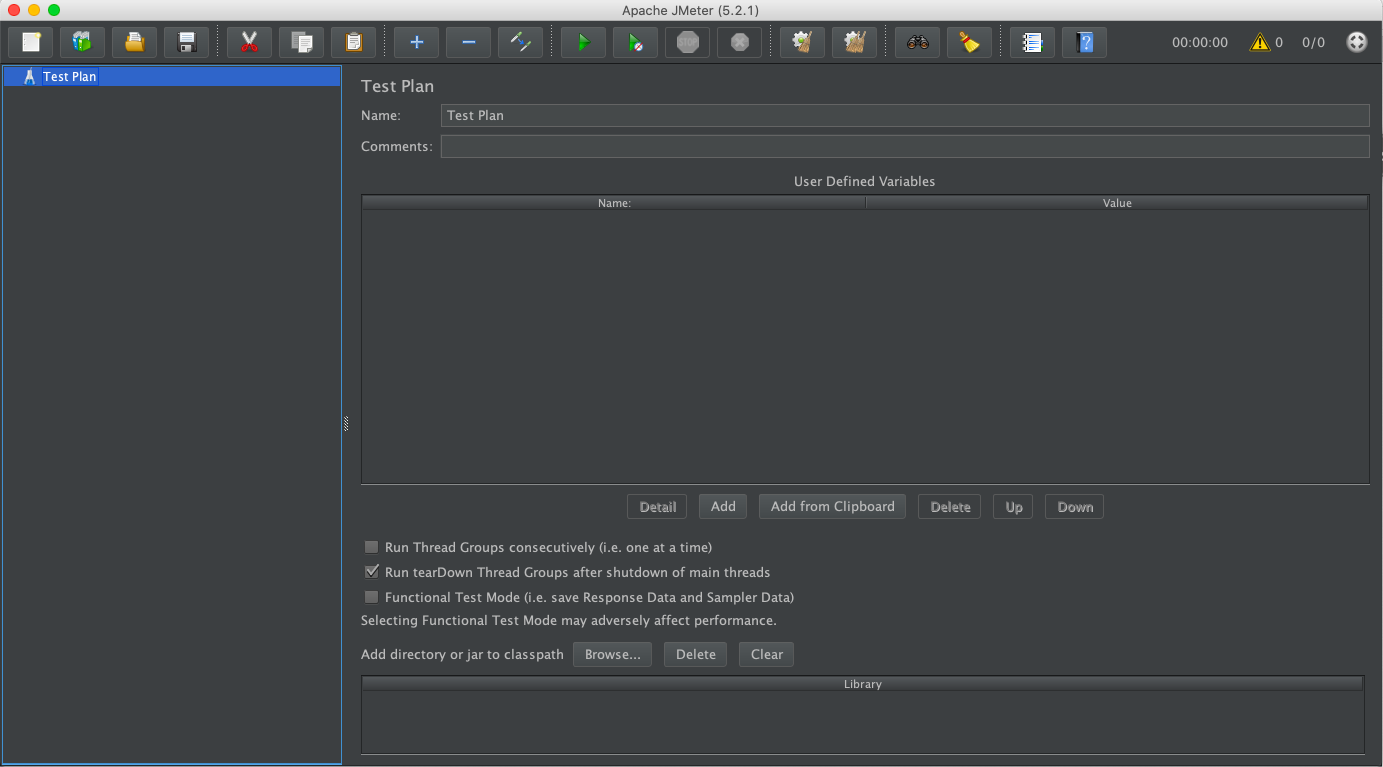 Apache JMeter (5.2.1)
STOP 00:00:00 0 0/0
Test Plan
Test Plan
Name: Test Plan
Comments:
User Defined Variables
Name: Value
Detail Add Add from Clipboard Delete Up Down
Run Thread Groups consecutively (i.e. one at a time)
Run tearDown Thread Groups after shutdown of main threads
Functional Test Mode (i.e. save Response Data and Sampler Data)
Selecting Functional Test Mode may adversely affect performance.
Add directory or jar to classpath Browse... Delete Clear
Library